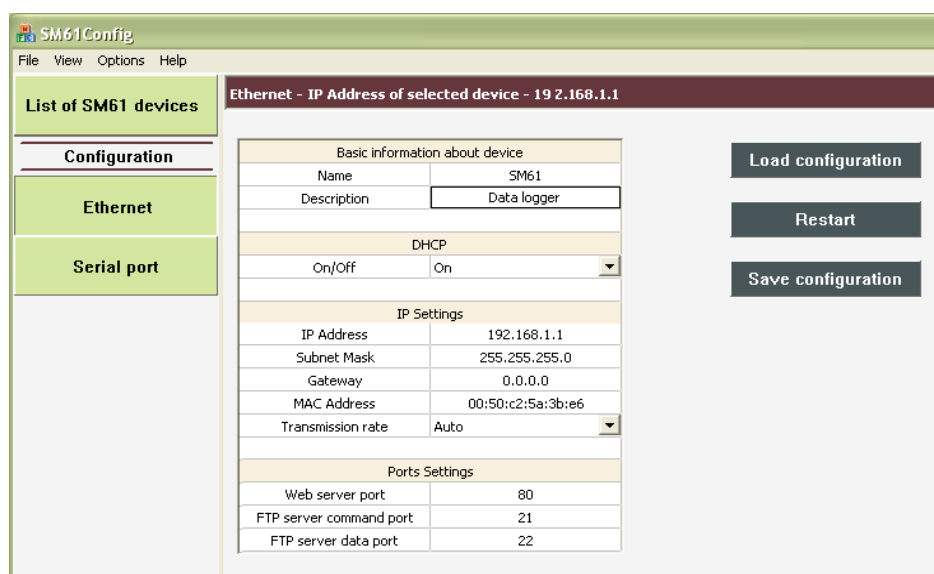 SM61Config
File View Options Help
List of SM61 devices
Configuration
Ethernet
Serial port
Ethernet - IP Address of selected device - 192.168.1.1
Basic information about device
Name SM61
Description Data logger
DHCP
On/Off On
IP Settings
IP Address 192.168.1.1
Subnet Mask 255.255.255.0
Gateway 0.0.0.0
MAC Address 00:50:c2:5a:3b:e6
Transmission rate Auto
Ports Settings
Web server port 80
FTP server command port 21
FTP server data port 22
Load configuration
Restart
Save configuration